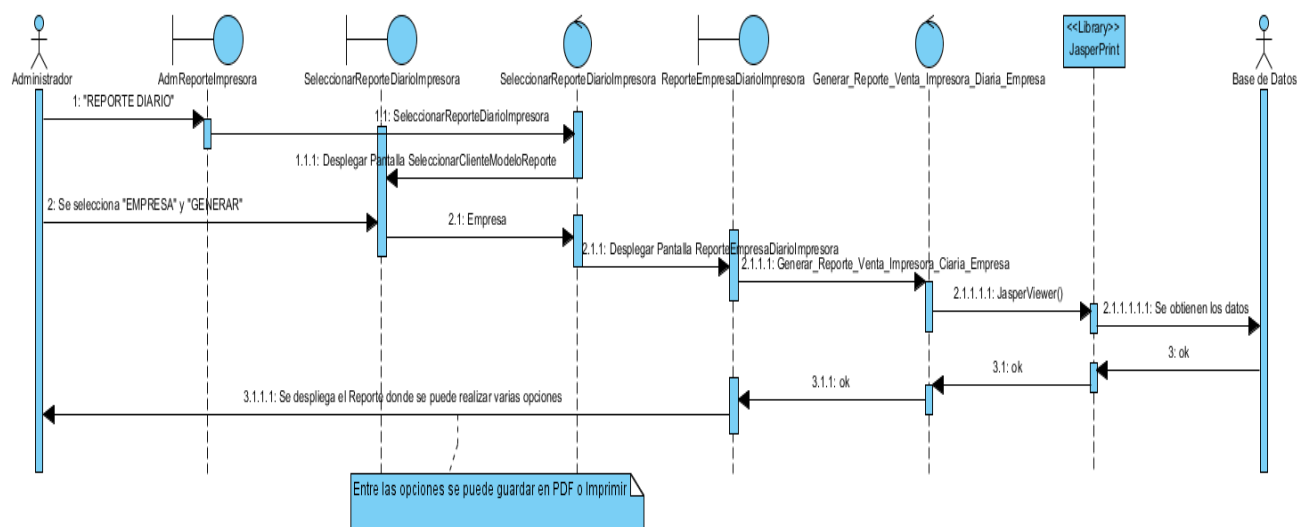 <<Library>>
JasperPrint
Administrador
AdmReporteImpresora
SeleccionarReporteDiarioImpresora
SeleccionarReporteDiarioImpresora
ReporteEmpresaDiarioImpresora
Generar_Reporte_Venta_Impresora_Diaria_Empresa
Base de Datos
1: "REPORTE DIARIO"
1.1: SeleccionarReporteDiarioImpresora
1.1.1: Desplegar Pantalla SeleccionarClienteModeloReporte
2: Se selecciona "EMPRESA" y "GENERAR"
2.1: Empresa
2.1.1: Desplegar Pantalla ReporteEmpresaDiarioImpresora
2.1.1.1: Generar_Reporte_Venta_Impresora_Ciaria_Empresa
2.1.1.1.1: JasperViewer()
2.1.1.1.1.1: Se obtienen los datos
3: ok
3.1: ok
3.1.1: ok
3.1.1.1: Se despliega el Reporto donde se puede realizar varias opciones
Entre las opciones se puede guardar en PDF o Imprimir